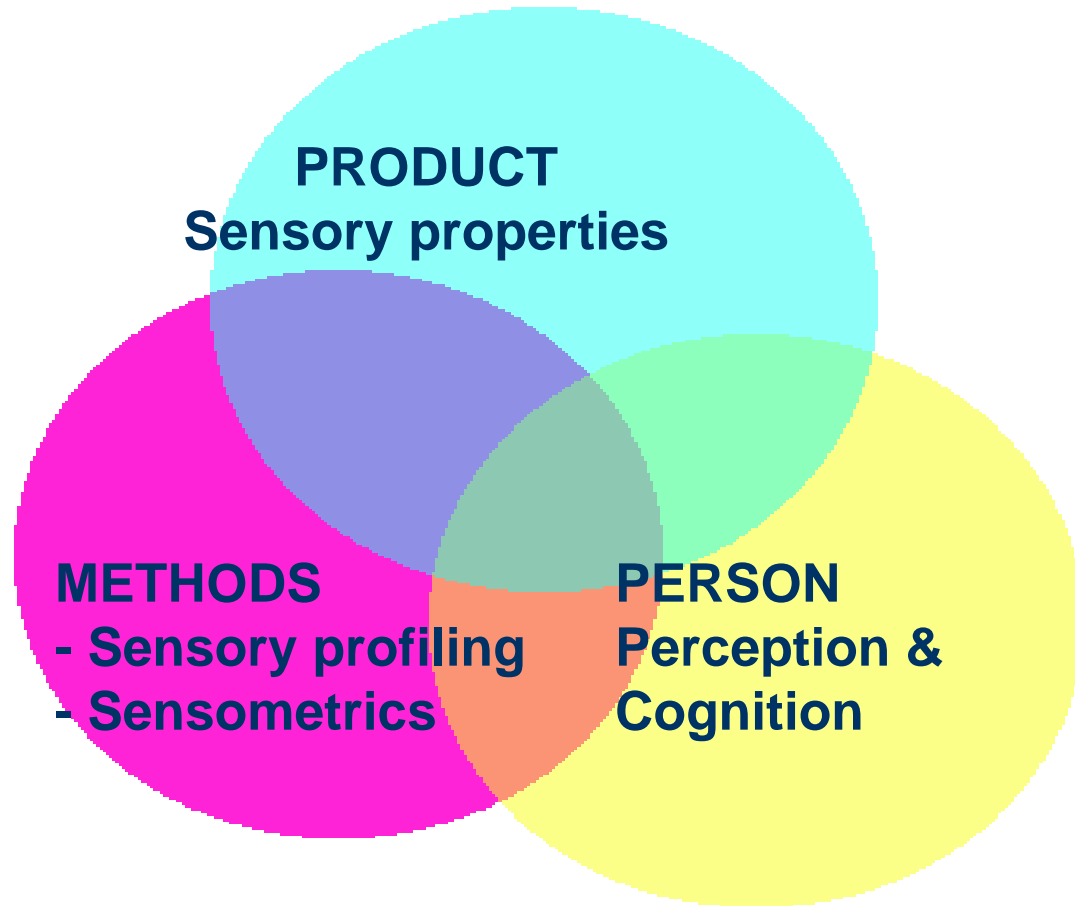 PRODUCT
Sensory properties
METHODS
- Sensory profiling
- Sensometrics
PERSON
Perception &
Cognition